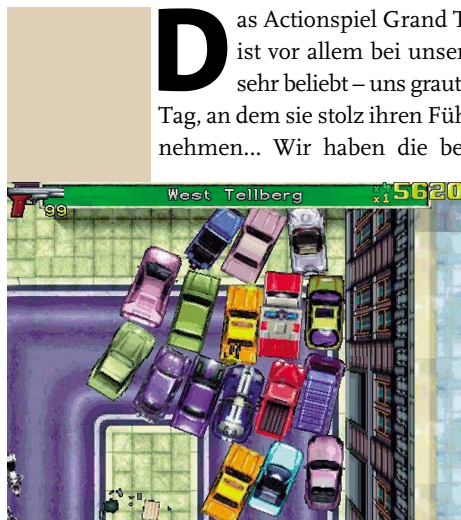 Das Actionspiel Grand T
ist vor allem bei unser
sehr beliebt – uns graut
Tag, an dem sie stolz ihren Füh
nehmen... Wir haben die be
West Tellberg
x1 5620
99